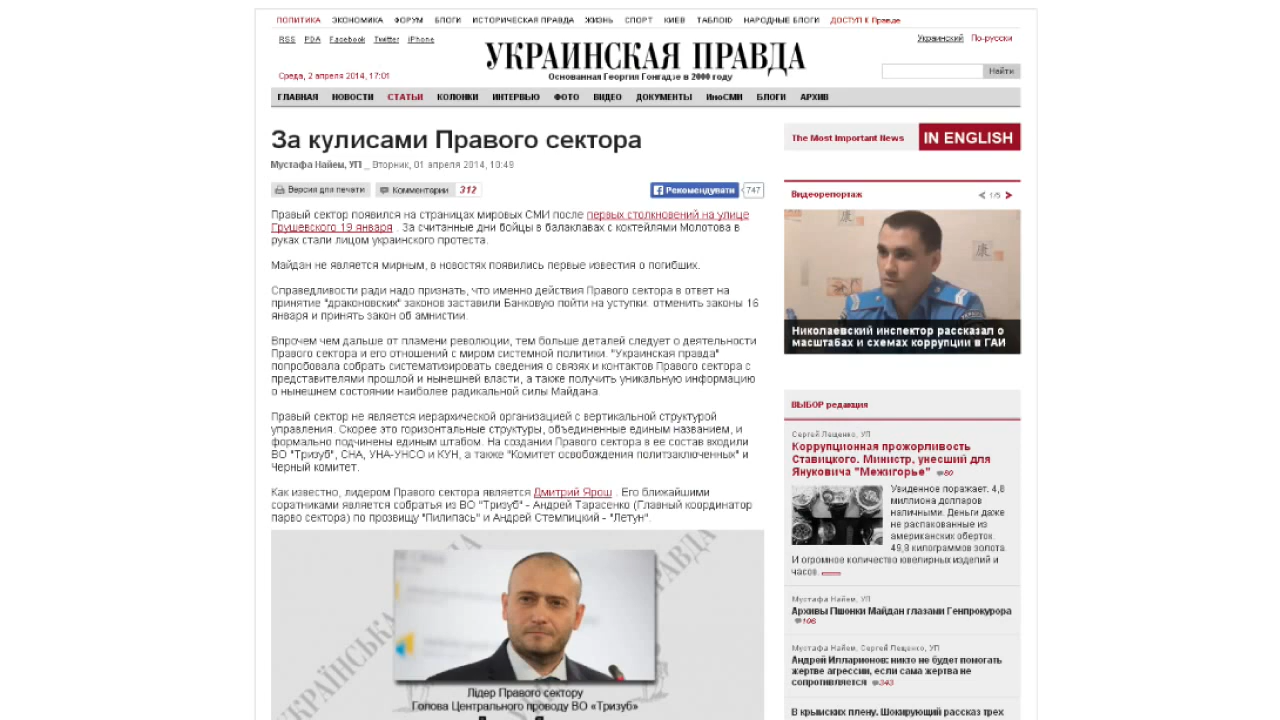 ПОЛИТИКА ЭКОНОМИКА ФОРУМ БЛОГИ ИСТОРИЧЕСКАЯ ПРАВДА ЖИЗНЬ СПОРТ КИЕВ ТАБЛОID НАРОДНЫЕ БЛОГИ ДОСТУП К Правде
RSS PDA Facebook Twitter iPhone
Украинский По-русски
УКРАИНСКАЯ ПРАВДА
Основанная Георгия Гонгадзе в 2000 году
Среда, 2 апреля 2014, 17:01
Найти
ГЛАВНАЯ НОВОСТИ СТАТЬИ КОЛОНКИ ИНТЕРВЬЮ ФОТО ВИДЕО ДОКУМЕНТЫ ИноСМИ БЛОГИ АРХИВ
За кулисами Правого сектора
Мустафа Найем, УП _ Вторник, 01 апреля 2014, 10:49
Версия для печати Комментарии 312
Рекомендувати 747
Правый сектор появился на страницах мировых СМИ после первых столкновений на улице
Грушевского 19 января . За считанные дни бойцы в балаклавах с коктейлями Молотова в
руках стали лицом украинского протеста.
Майдан не является мирным, в новостях появились первые известия о погибших.
Справедливости ради надо признать, что именно действия Правого сектора в ответ на
принятие "драконовских" законов заставили Банковую пойти на уступки: отменить законы 16
января и принять закон об амнистии.
Впрочем чем дальше от пламени революции, тем больше деталей следует о деятельности
Правого сектора и его отношений с миром системной политики. "Украинская правда"
попробовала собрать систематизировать сведения о связях и контактов Правого сектора с
представителями прошлой и нынешней власти, а также получить уникальную информацию
о нынешнем состоянии наиболее радикальной силы Майдана.
Правый сектор не является иерархической организацией с вертикальной структурой
управления. Скорее это горизонтальные структуры, объединенные единым названием, и
формально подчинены единым штабом. На создании Правого сектора в ее состав входили
ВО "Тризуб", СНА, УНА-УНСО и КУН, а также "Комитет освобождения политзаключенных" и
Черный комитет.
Как известно, лидером Правого сектора является Дмитрий Ярош . Его ближайшими
соратниками является собратья из ВО "Тризуб" - Андрей Тарасенко (Главный координатор
парво сектора) по прозвищу "Пилипась" и Андрей Стемпицкий - "Летун".
УКРАЇНСЬКА ПРАВДА
Лідер Правого сектору
Голова Центрального проводу ВО «Тризуб»
The Most Important News IN ENGLISH
Видеорепортаж 1/5
Николаевский инспектор рассказал о
масштабах и схемах коррупции в ГАИ
ВЫБОР редакция
Сергей Лещенко, УП
Коррупционная прожорливость
Ставицкого. Министр, унесший для
Януковича "Межигорье" 80
Увиденное поражает. 4,8
миллиона долларов
наличными. Деньги даже
не распакованные из
американских оберток.
49,8 килограммов золота.
И огромное количество ювелирных изделий и
часов.
Мустафа Найем, УП
Архивы Пшонки Майдан глазами Генпрокурора
106
Мустафа Найем, Сергей Лещенко, УП
Андрей Илларионов: никто не будет помогать
жертве агрессии, если сама жертва не
сопротивляется 343
В крымских плену. Шокирующий рассказ трех